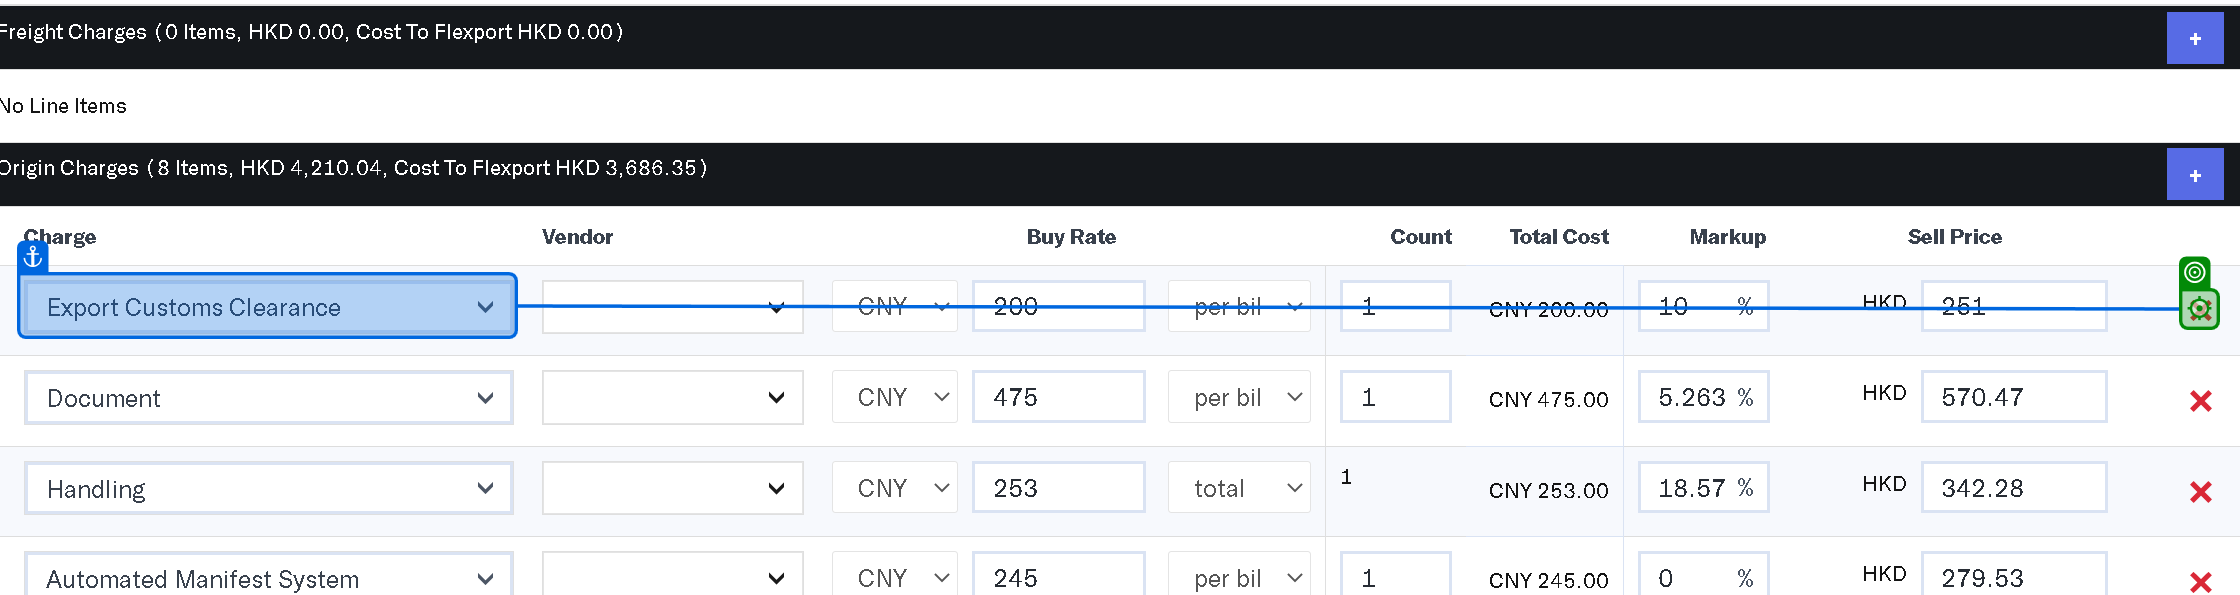 Freight Charges (0 Items, HKD 0.00, Cost To Flexport HKD 0.00)
+
No Line Items
Origin Charges (8 Items, HKD 4,210.04, Cost To Flexport HKD 3,686.35)
+
Charge Vendor Buy Rate Count Total Cost Markup Sell Price
Export Customs Clearance CNY 200 per bil 1 CNY 200.00 10 % HKD 251
Document CNY 475 per bil 1 CNY 475.00 5.263 % HKD 570.47
Handling CNY 253 total 1 CNY 253.00 18.57 % HKD 342.28
Automated Manifest System CNY 245 per bil 1 CNY 245.00 0 % HKD 279.53